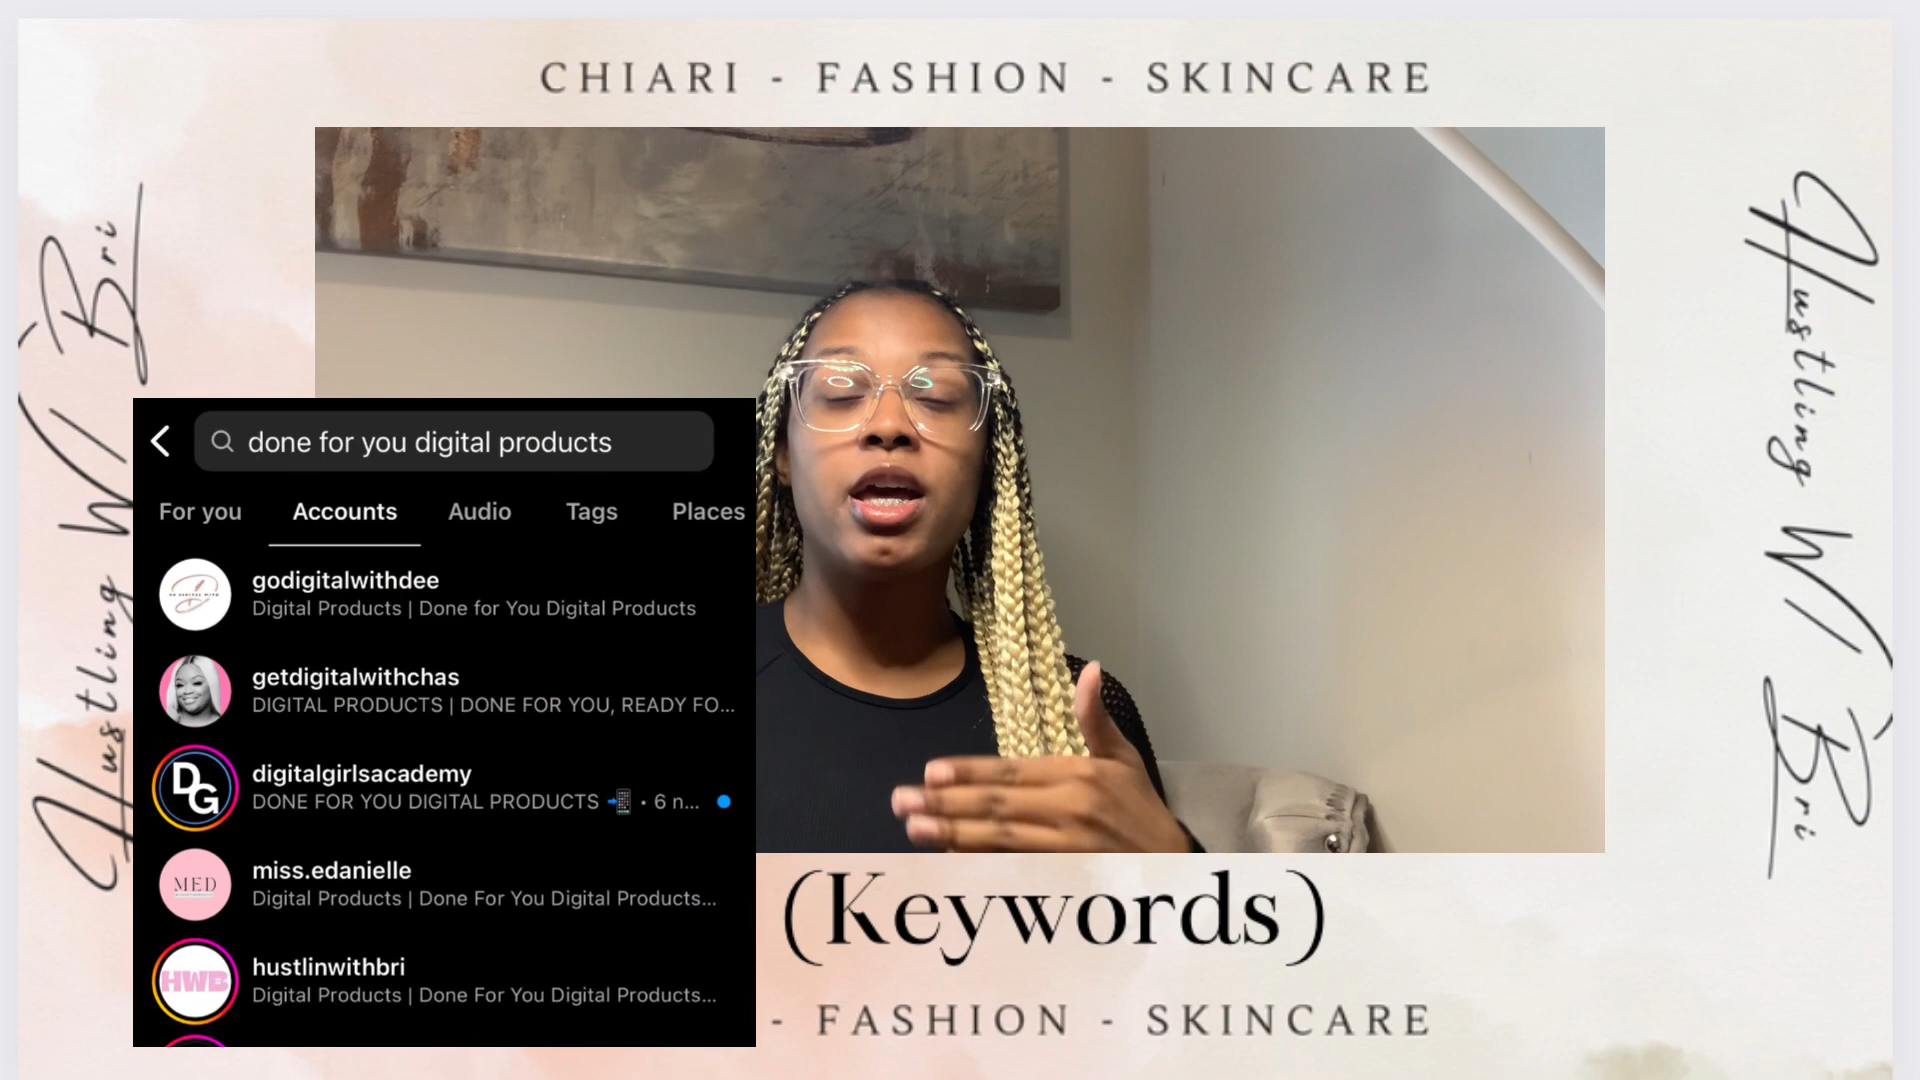 CHIARI - FASHION - SKINCARE
Hustling W/ Bri
Hustling W/ Bri
done for you digital products
For you Accounts Audio Tags Places
godigitalwithdee
Digital Products | Done for You Digital Products
getdigitalwithchas
DIGITAL PRODUCTS | DONE FOR YOU, READY FO...
DG
digitalgirlsacademy
DONE FOR YOU DIGITAL PRODUCTS 📲 • 6 n...
MED
miss.edanielle
Digital Products | Done For You Digital Products...
HWB
hustlinwithbri
Digital Products | Done For You Digital Products...
(Keywords)
- FASHION - SKINCARE